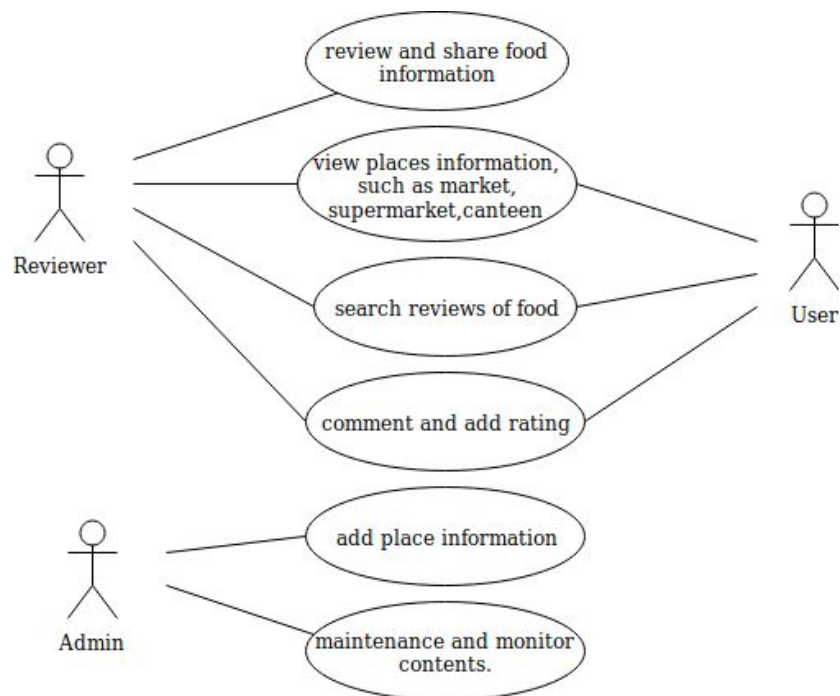 review and share food
information
view places information,
such as market,
supermarket,canteen
Reviewer
search reviews of food
User
comment and add rating
add place information
Admin
maintenance and monitor
contents.